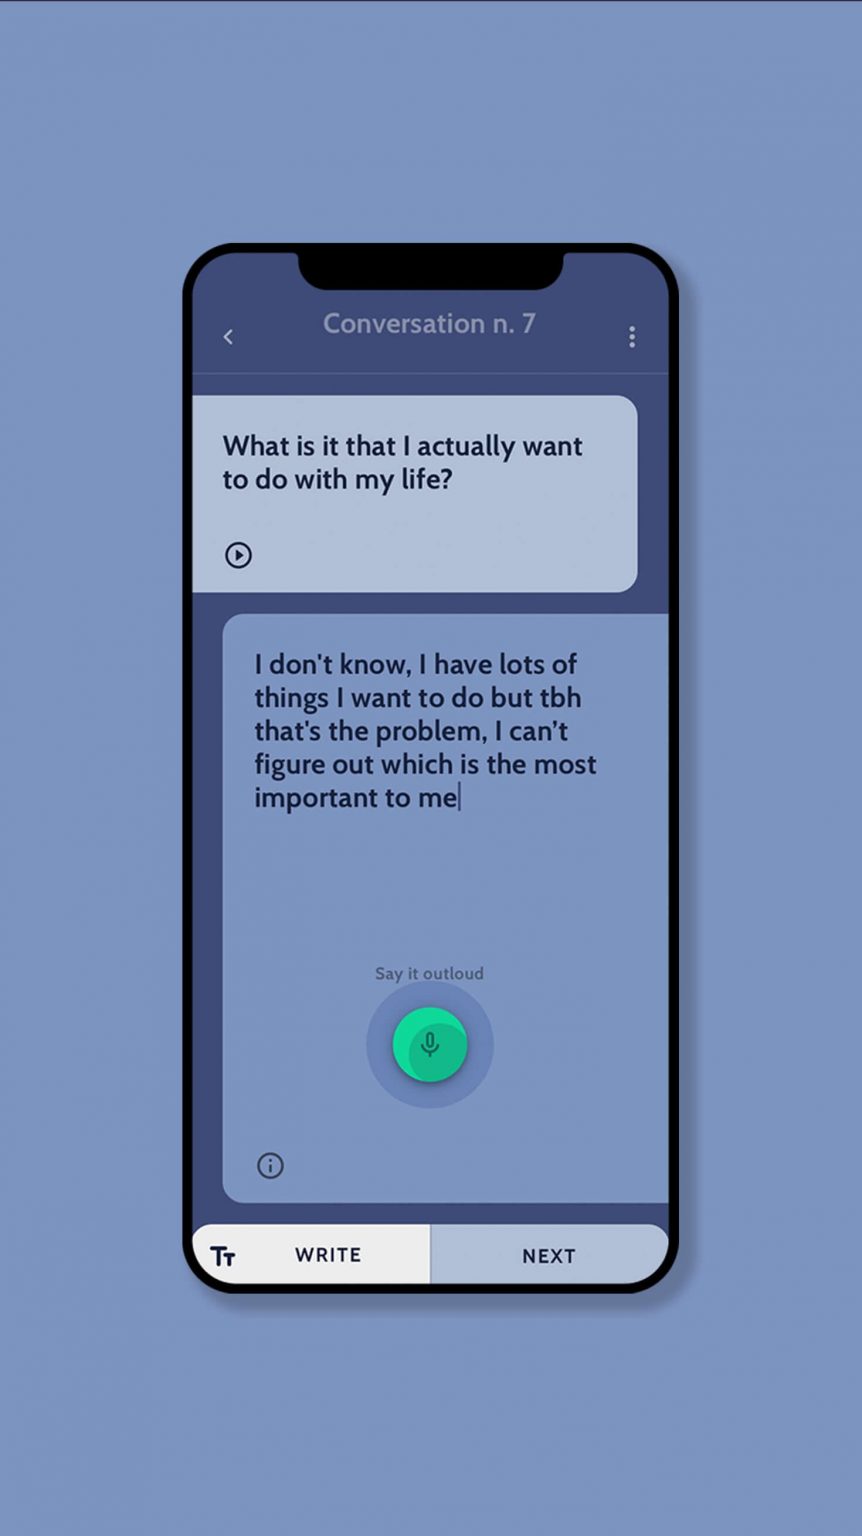 Conversation n. 7
What is it that I actually want
to do with my life?
I don't know, I have lots of
things I want to do but tbh
that's the problem, I can’t
figure out which is the most
important to me
Say it outloud
Tt WRITE
NEXT